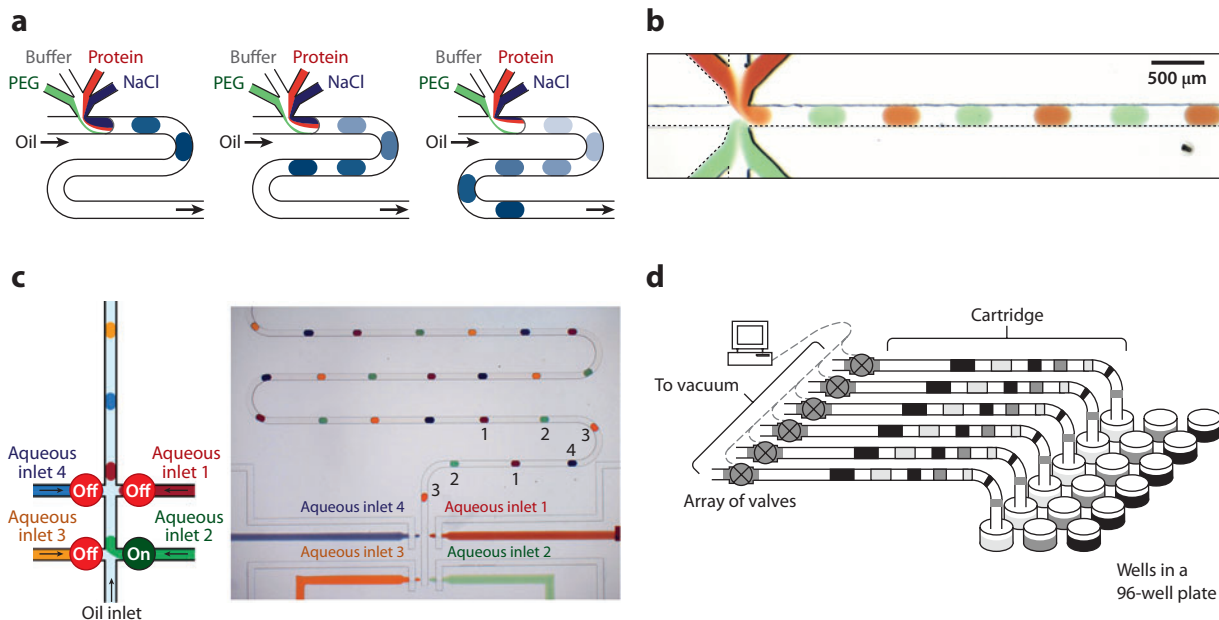 a
Buffer Protein
PEG NaCl
Oil
Buffer Protein
PEG NaCl
Oil
Buffer Protein
PEG NaCl
Oil
b
500 μm
c
Aqueous
inlet 4
Off
Off
Aqueous
inlet 1
Aqueous
inlet 3
Off
On
Aqueous
inlet 2
Oil inlet
1 2 3
4
2 1
3
Aqueous inlet 4 Aqueous inlet 1
Aqueous inlet 3 Aqueous inlet 2
d
Cartridge
To vacuum
Array of valves
Wells in a
96-well plate